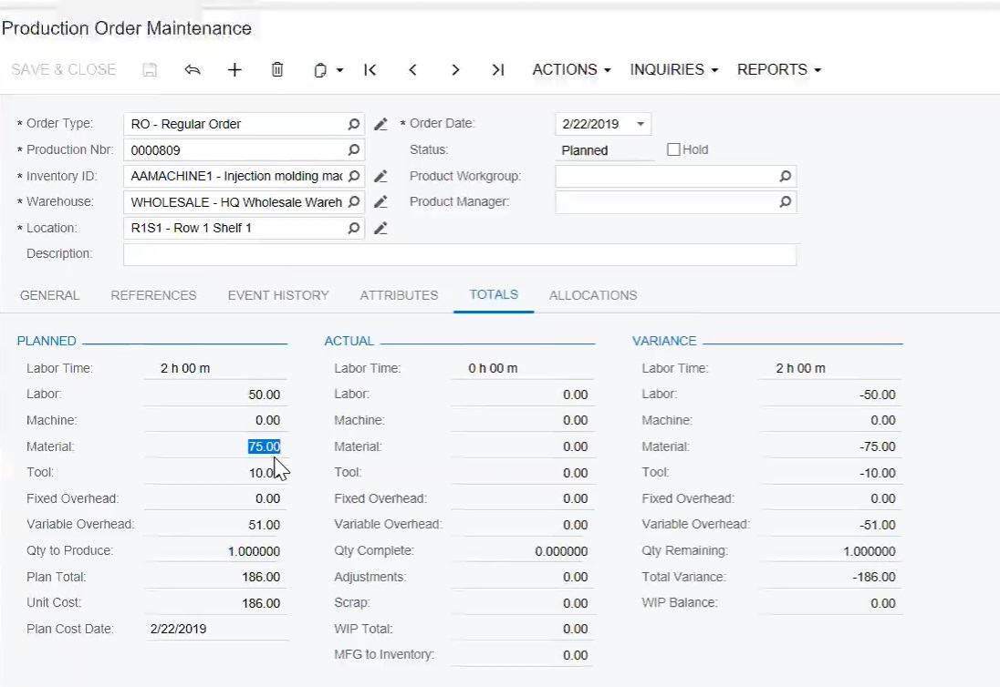 Production Order Maintenance
SAVE & CLOSE ACTIONS INQUIRIES REPORTS
* Order Type: RO - Regular Order * Order Date: 2/22/2019
* Production Nbr: 0000809 Status: Planned Hold
* Inventory ID: AAMACHINE1 - Injection molding mac Product Workgroup:
* Warehouse: WHOLESALE - HQ Wholesale Wareh Product Manager:
* Location: R1S1 - Row 1 Shelf 1
Description:
GENERAL REFERENCES EVENT HISTORY ATTRIBUTES TOTALS ALLOCATIONS
PLANNED ACTUAL VARIANCE
Labor Time: 2 h 00 m Labor Time: 0 h 00 m Labor Time: 2 h 00 m
Labor: 50.00 Labor: 0.00 Labor: -50.00
Machine: 0.00 Machine: 0.00 Machine: 0.00
Material: 75.00 Material: 0.00 Material: -75.00
Tool: 10.00 Tool: 0.00 Tool: -10.00
Fixed Overhead: 0.00 Fixed Overhead: 0.00 Fixed Overhead: 0.00
Variable Overhead: 51.00 Variable Overhead: 0.00 Variable Overhead: -51.00
Qty to Produce: 1.000000 Qty Complete: 0.000000 Qty Remaining: 1.000000
Plan Total: 186.00 Adjustments: 0.00 Total Variance: -186.00
Unit Cost: 186.00 Scrap: 0.00 WIP Balance: 0.00
Plan Cost Date: 2/22/2019 WIP Total: 0.00
MFG to Inventory: 0.00